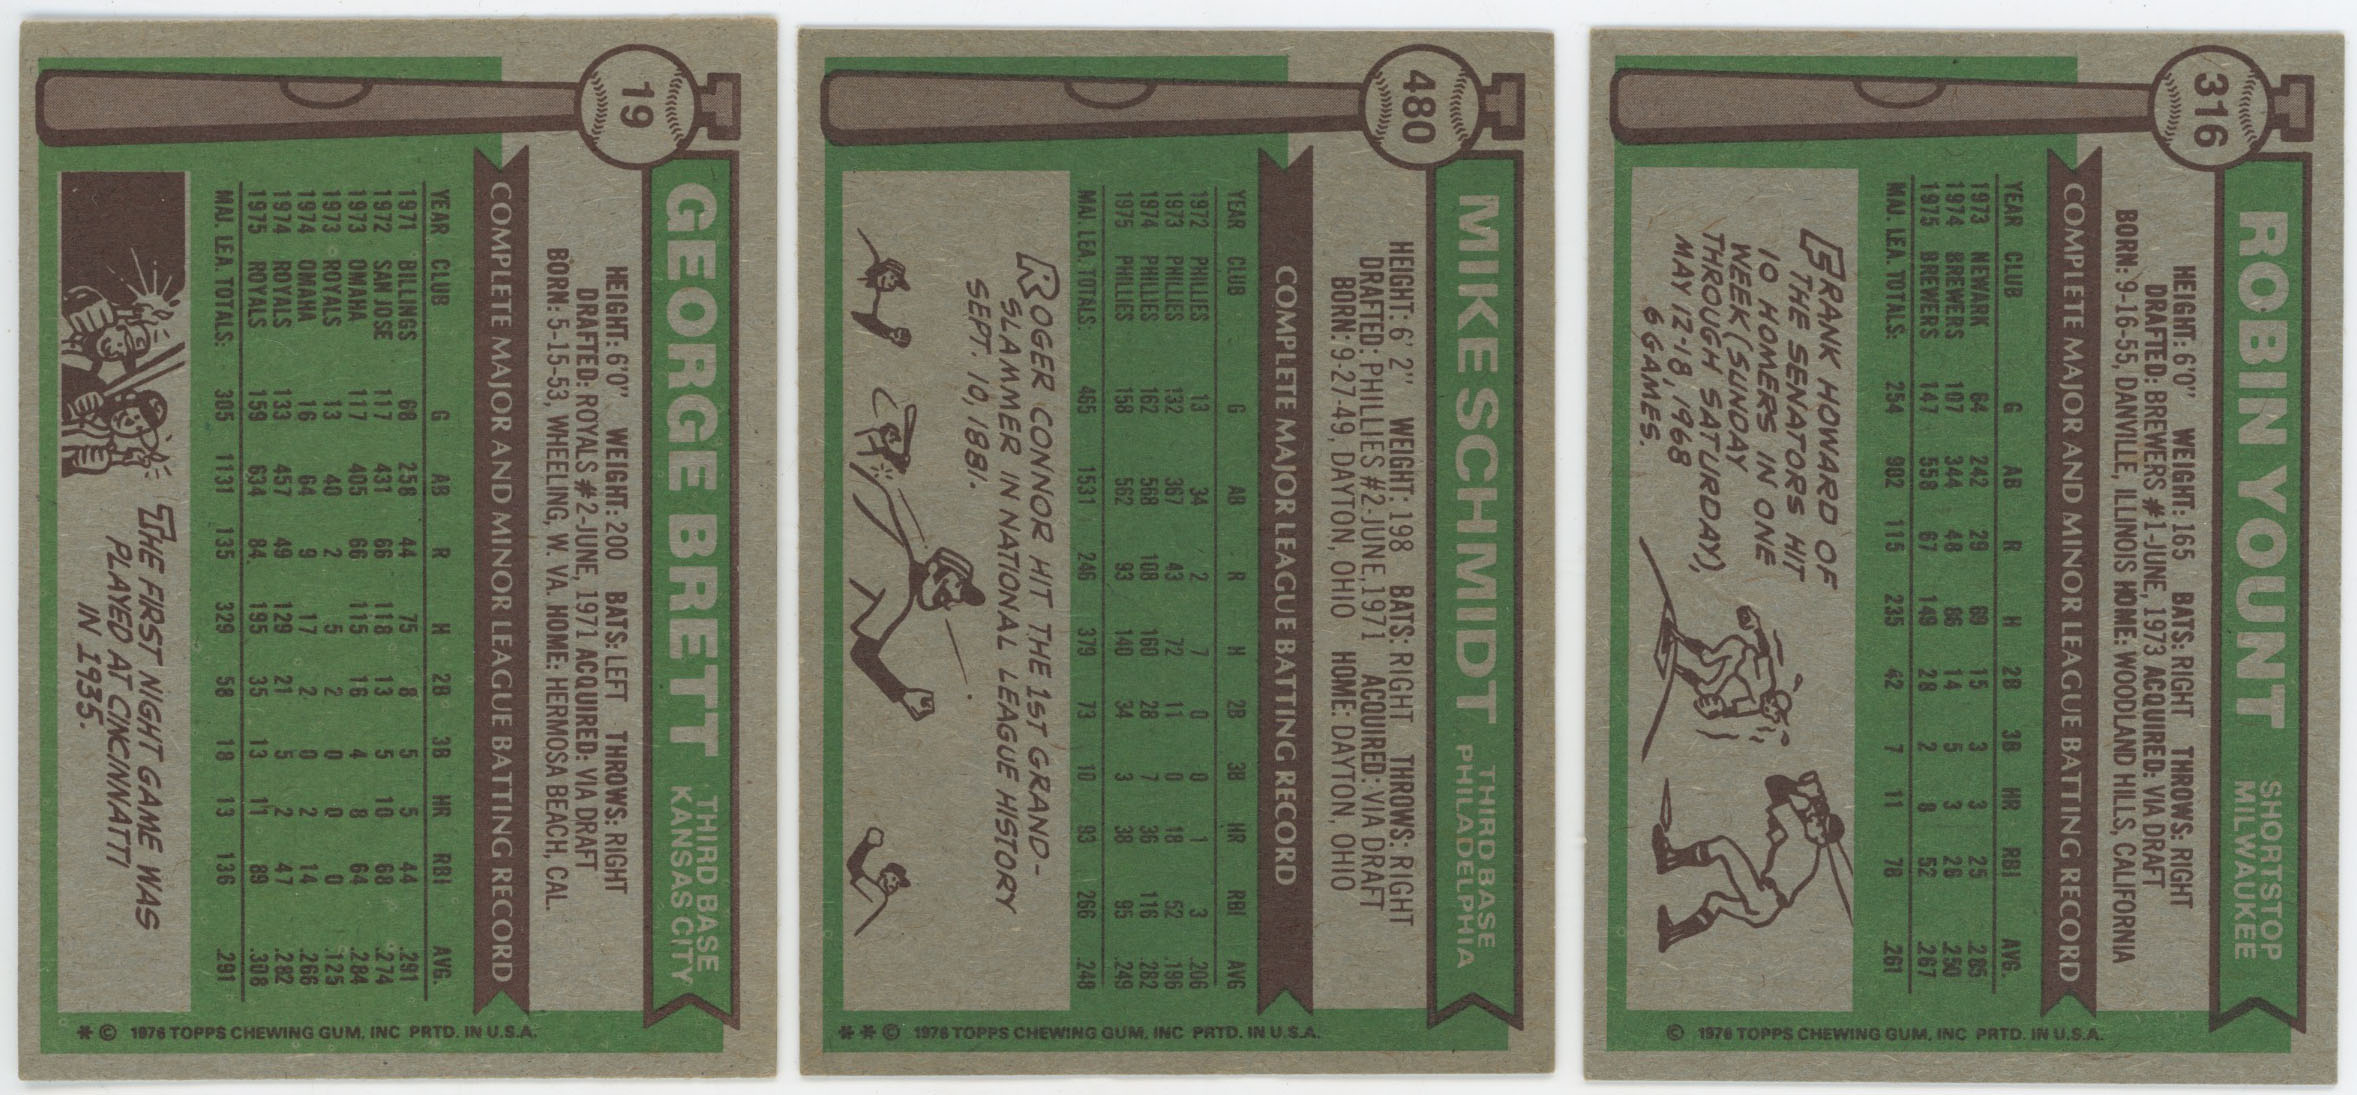 19
GEORGE BRETT
THIRD BASE
KANSAS CITY
HEIGHT: 6'0" WEIGHT: 200 BATS: LEFT THROWS: RIGHT
DRAFTED: ROYALS #2-JUNE, 1971 ACQUIRED: VIA DRAFT
BORN: 5-15-53, WHEELING, W. VA. HOME: HERMOSA BEACH, CAL.
COMPLETE MAJOR AND MINOR LEAGUE BATTING RECORD
YEAR CLUB G AB R H 2B 3B HR RBI AVG.
1971 BILLINGS 68 258 44 75 8 5 5 44 .291
1972 SAN JOSE 117 431 66 118 13 5 10 68 .274
1973 OMAHA 117 405 66 115 16 4 8 64 .284
1973 ROYALS 13 40 2 5 2 0 0 0 .125
1974 OMAHA 16 64 9 17 2 0 2 14 .266
1974 ROYALS 133 457 49 129 21 5 2 47 .282
1975 ROYALS 159 634 84 195 35 13 11 89 .308
MAJ. LEA. TOTALS: 305 1131 135 329 58 18 13 136 .291
THE FIRST NIGHT GAME WAS
PLAYED AT CINCINNATTI
IN 1935.
* © 1976 TOPPS CHEWING GUM, INC PRTD. IN U.S.A.
480
MIKE SCHMIDT
THIRD BASE
PHILADELPHIA
HEIGHT: 6' 2" WEIGHT: 198 BATS: RIGHT THROWS: RIGHT
DRAFTED: PHILLIES #2-JUNE, 1971 ACQUIRED: VIA DRAFT
BORN: 9-27-49, DAYTON, OHIO HOME: DAYTON, OHIO
COMPLETE MAJOR LEAGUE BATTING RECORD
YEAR CLUB G AB R H 2B 3B HR RBI AVG
1972 PHILLIES 13 34 2 7 0 0 1 3 .206
1973 PHILLIES 132 367 43 72 11 0 18 52 .196
1974 PHILLIES 162 568 108 160 28 7 36 116 .282
1975 PHILLIES 158 562 93 140 34 3 38 95 .249
MAJ LEA. TOTALS: 465 1531 246 379 73 10 93 266 .248
ROGER CONNOR HIT THE 1ST GRAND-
SLAMMER IN NATIONAL LEAGUE HISTORY
SEPT. 10, 1881.
* * © 1976 TOPPS CHEWING GUM, INC PRTD. IN U.S.A.
316
ROBIN YOUNT
SHORTSTOP
MILWAUKEE
HEIGHT: 6'0" WEIGHT: 165 BATS: RIGHT THROWS: RIGHT
DRAFTED: BREWERS #1-JUNE, 1973 ACQUIRED: VIA DRAFT
BORN: 9-16-55, DANVILLE, ILLINOIS HOME: WOODLAND HILLS, CALIFORNIA
COMPLETE MAJOR AND MINOR LEAGUE BATTING RECORD
YEAR CLUB G AB R H 2B 3B HR RBI AVG.
1973 NEWARK 64 242 29 69 15 3 3 25 .285
1974 BREWERS 107 344 48 86 14 5 3 26 .250
1975 BREWERS 147 558 67 149 28 2 8 52 .267
MAJ. LEA. TOTALS: 254 902 115 235 42 7 11 78 .261
FRANK HOWARD OF
THE SENATORS HIT
10 HOMERS IN ONE
WEEK (SUNDAY
THROUGH SATURDAY),
MAY 12-18, 1968
6 GAMES.
© 1976 TOPPS CHEWING GUM, INC PRTD. IN U.S.A.